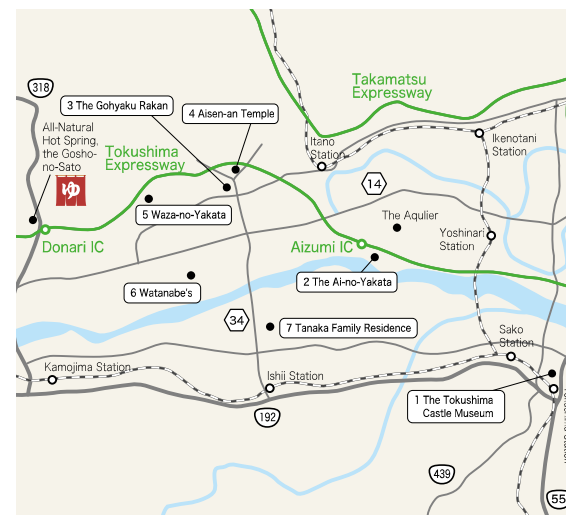 318
3 The Gohyaku Rakan
4 Aisen-an Temple
Takamatsu
Expressway
All-Natural
Hot Spring,
the Gosho-
no-Sato
ゆ
Tokushima
Expressway
Itano
Station
Ikenotani
Station
14
5 Waza-no-Yakata
The Aqulier
Yoshinari
Station
Donari IC
Aizumi IC
2 The Ai-no-Yakata
6 Watanabe's
34
7 Tanaka Family Residence
Sako
Station
Kamojima Station
Ishii Station
1 The Tokushima
Castle Museum
192
439
55